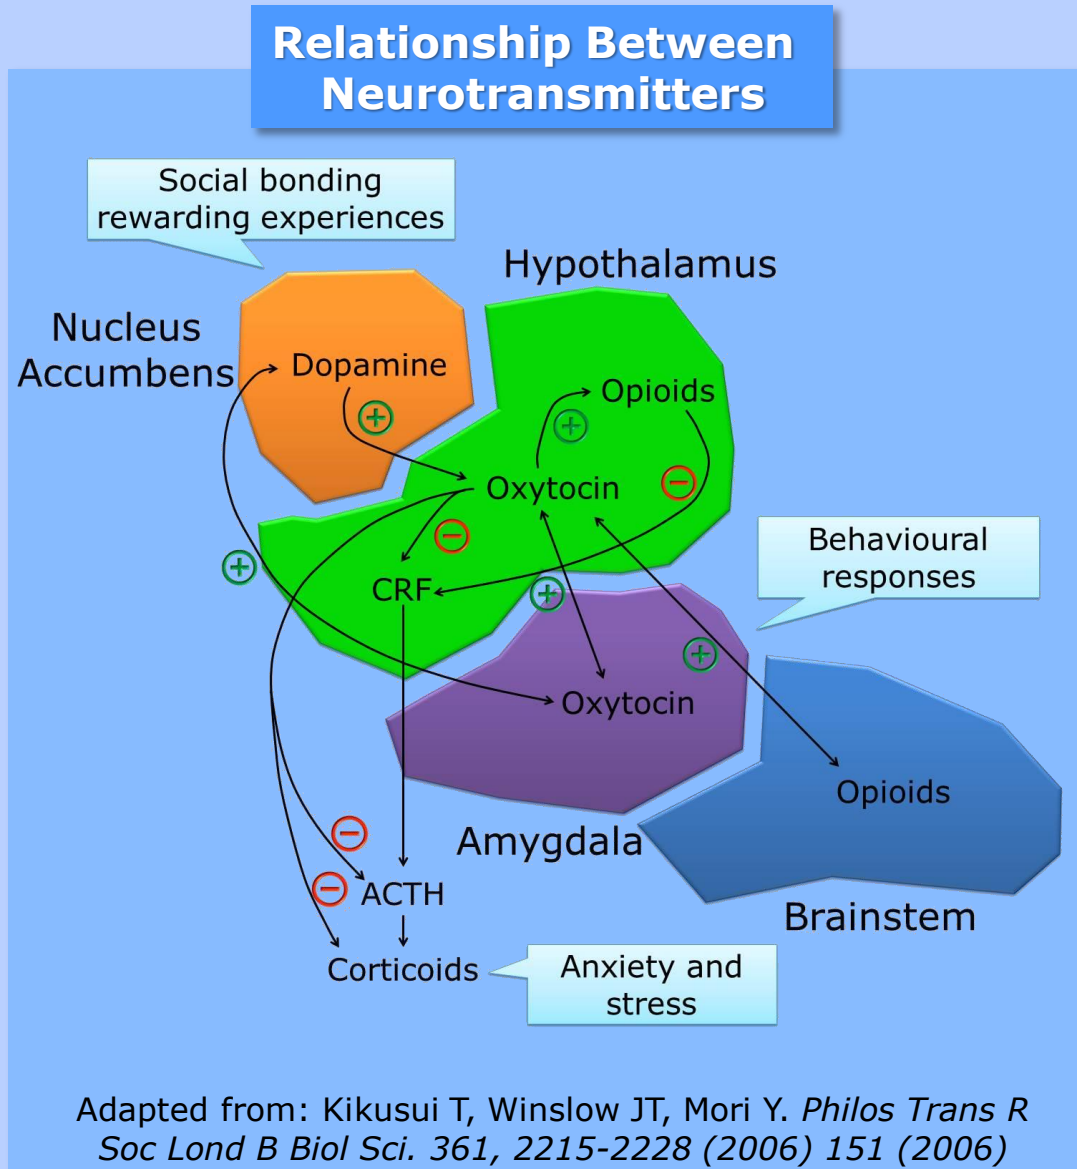 Relationship Between
Neurotransmitters
Social bonding
rewarding experiences
Hypothalamus
Nucleus
Accumbens
Dopamine
+
Opioids
+
Oxytocin
−
−
Behavioural
responses
+
CRF
+
+
Oxytocin
Opioids
Amygdala
−
−
ACTH
Brainstem
Corticoids
Anxiety and
stress
Adapted from: Kikusui T, Winslow JT, Mori Y. Philos Trans R
Soc Lond B Biol Sci. 361, 2215-2228 (2006) 151 (2006)